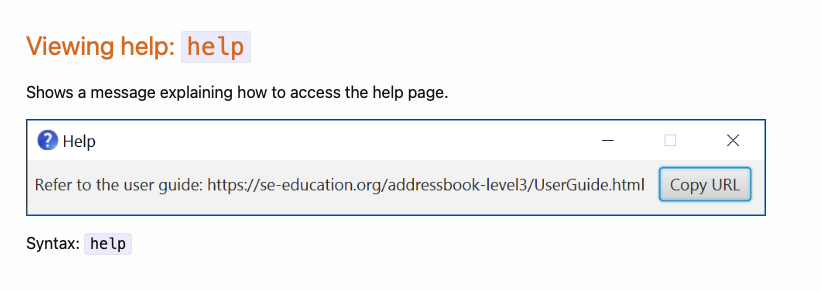 Viewing help: help
Shows a message explaining how to access the help page.
? Help
Refer to the user guide: https://se-education.org/addressbook-level3/UserGuide.html Copy URL
Syntax: help